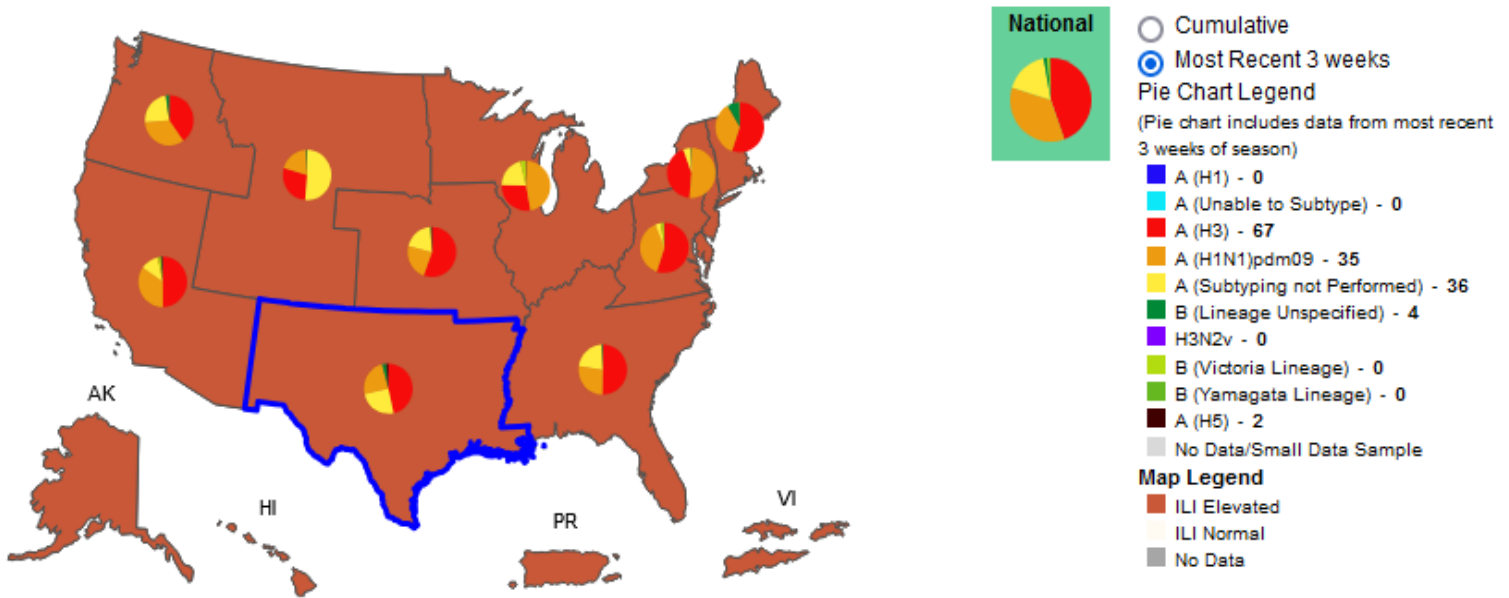 National
Cumulative
Most Recent 3 weeks
Pie Chart Legend
(Pie chart includes data from most recent
3 weeks of season)
A (H1) - 0
A (Unable to Subtype) - 0
A (H3) - 67
A (H1N1)pdm09 - 35
A (Subtyping not Performed) - 36
B (Lineage Unspecified) - 4
H3N2v - 0
B (Victoria Lineage) - 0
B (Yamagata Lineage) - 0
A (H5) - 2
No Data/Small Data Sample
Map Legend
ILI Elevated
ILI Normal
No Data
AK
HI
PR
VI